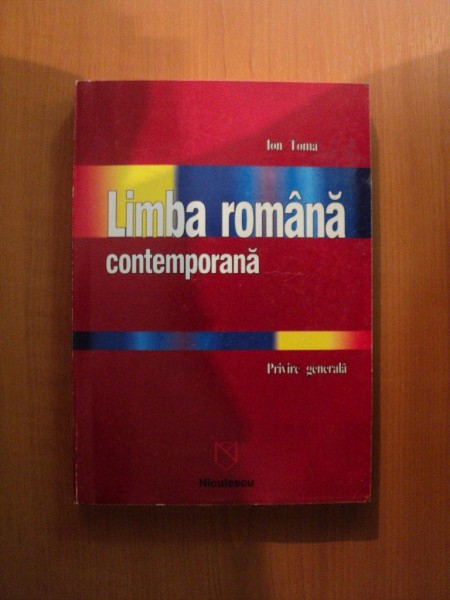 Ion Toma
Limba română
contemporană
Privire generală
Niculescu